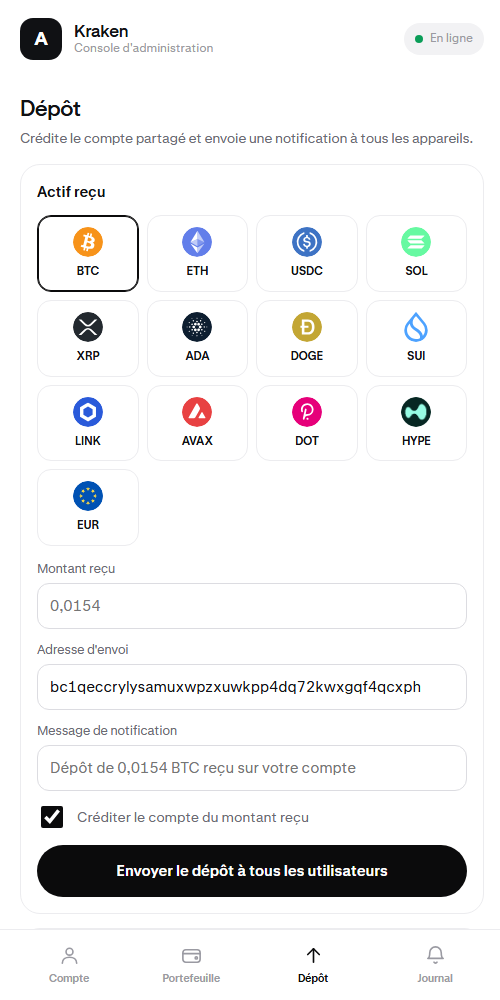 A
Kraken
Console d'administration
En ligne
Dépôt
Crédite le compte partagé et envoie une notification à tous les appareils.
Actif reçu
BTC
ETH
USDC
SOL
XRP
ADA
DOGE
SUI
LINK
AVAX
DOT
HYPE
EUR
Montant reçu
0,0154
Adresse d'envoi
bc1qeccrylysamuxwpzxuwkpp4dq72kwxgqf4qcxph
Message de notification
Dépôt de 0,0154 BTC reçu sur votre compte
Créditer le compte du montant reçu
Envoyer le dépôt à tous les utilisateurs
Compte
Portefeuille
Dépôt
Journal